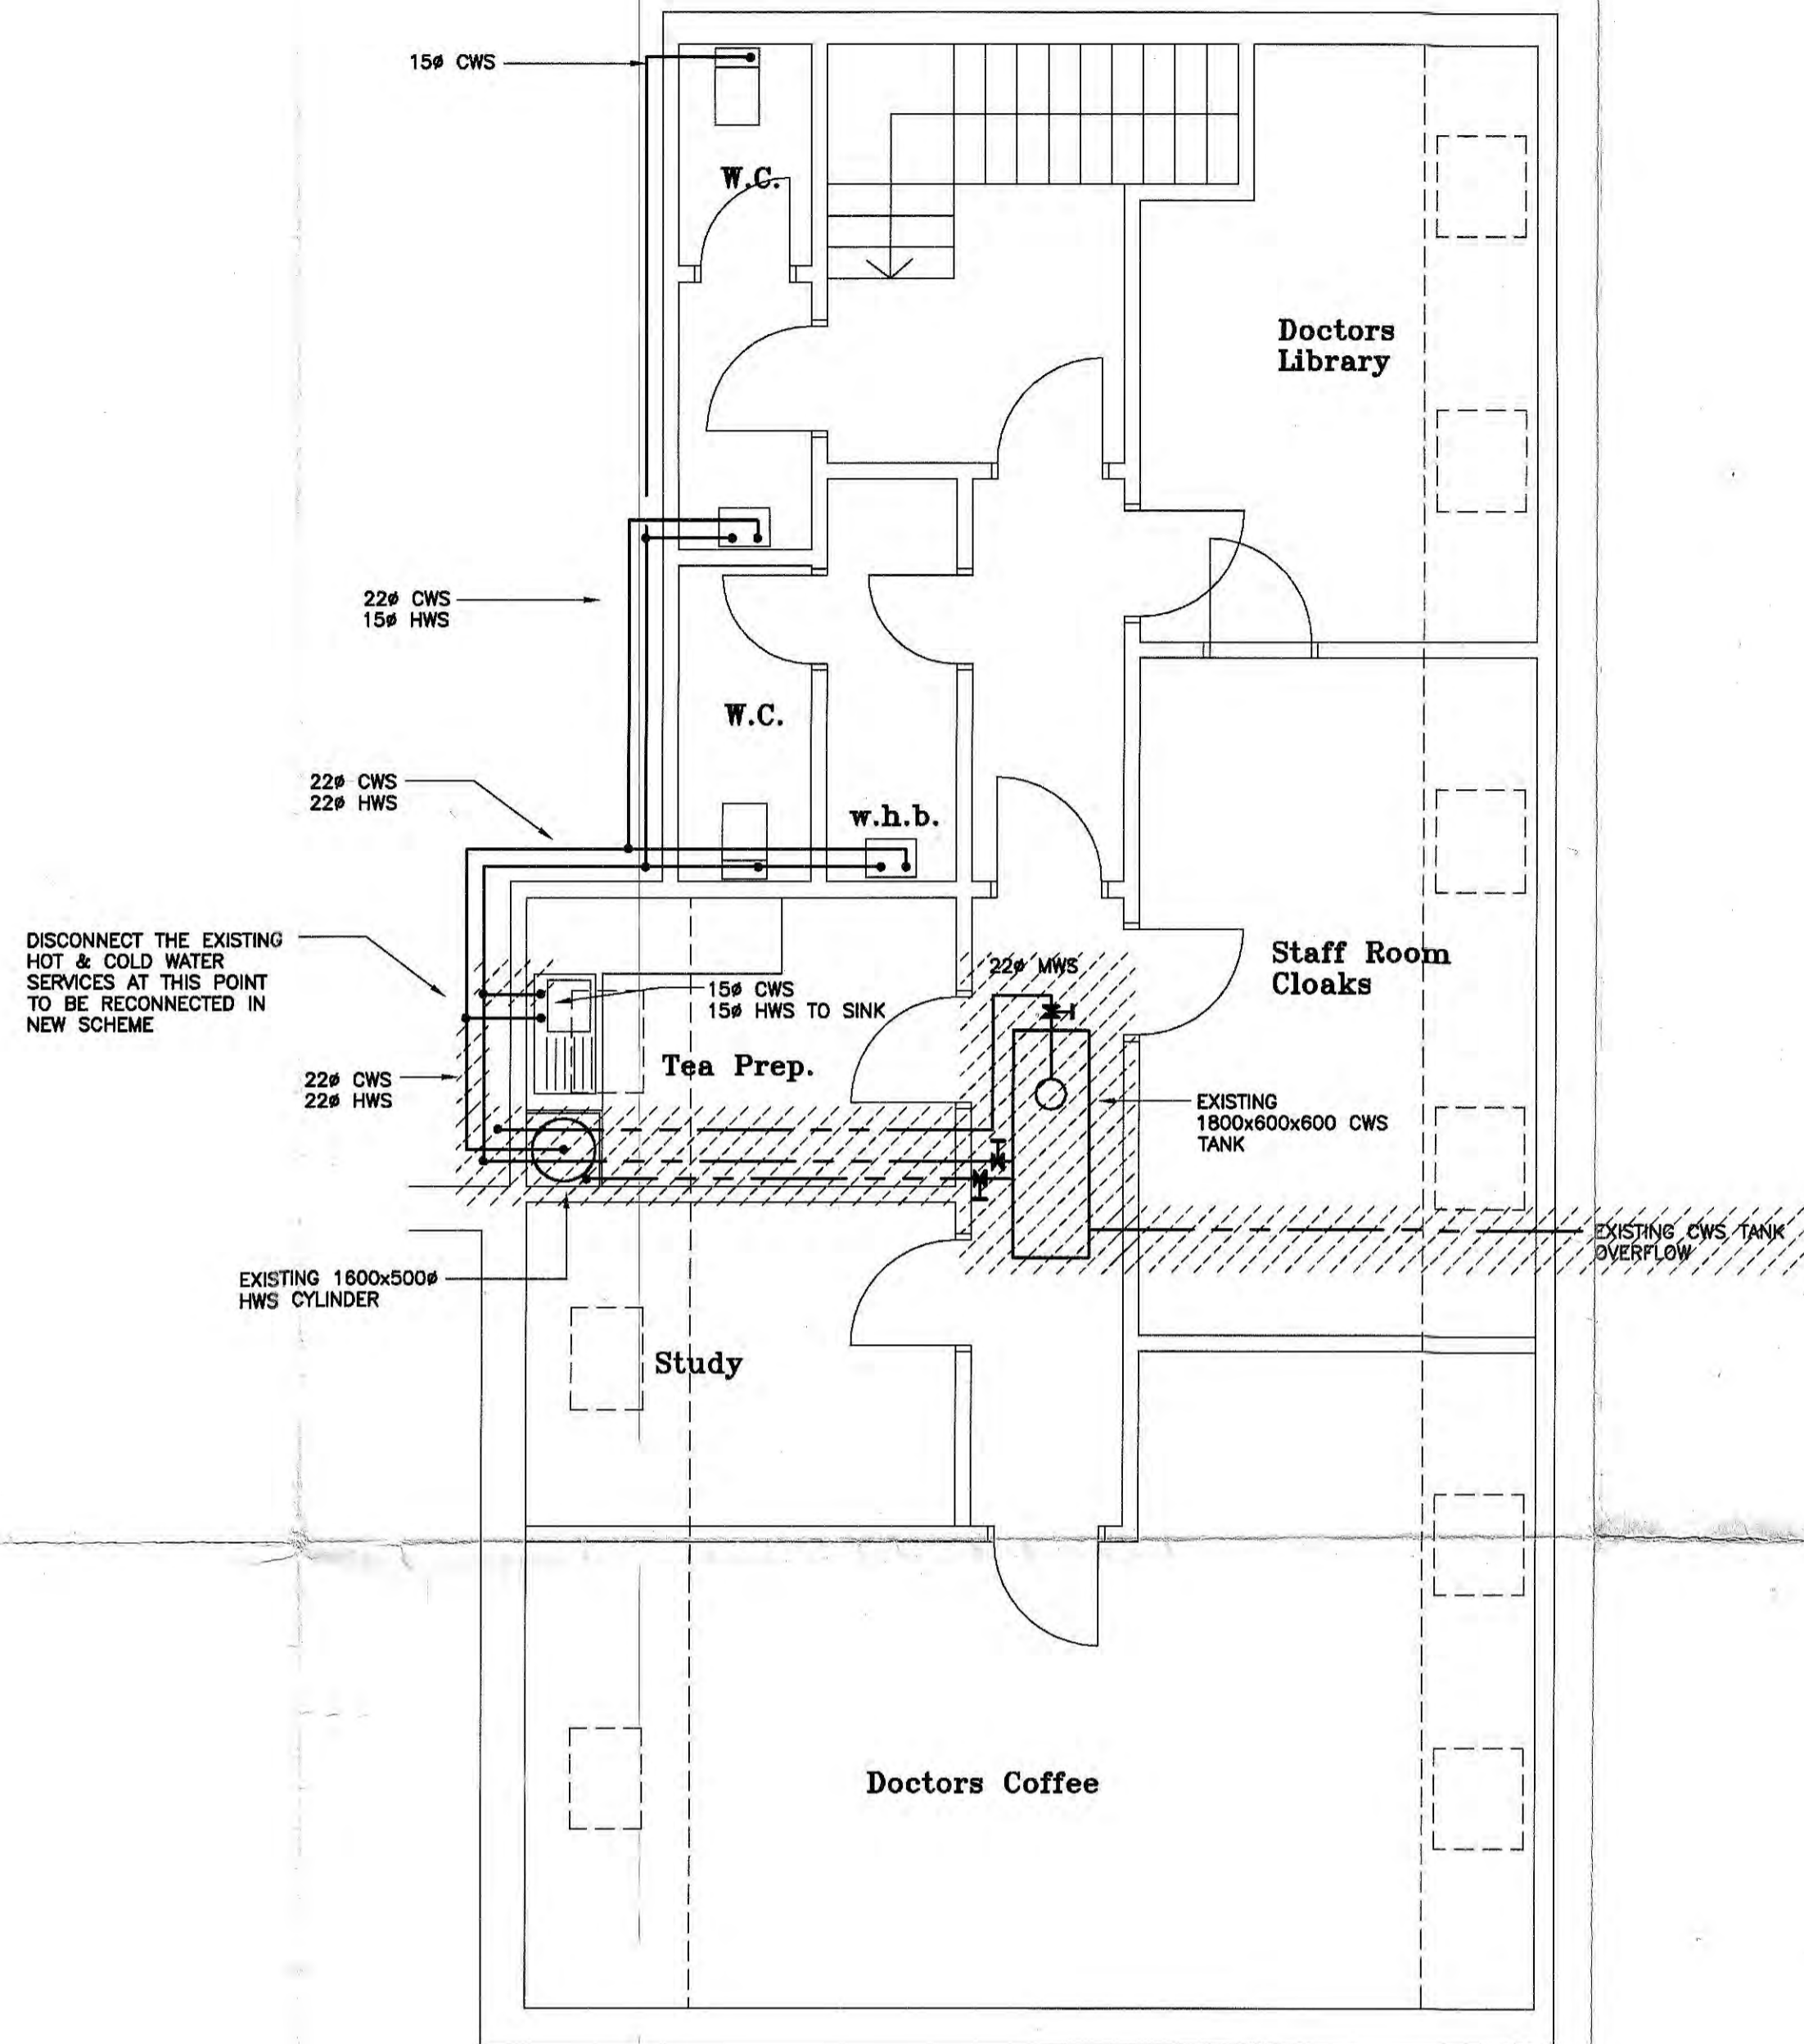 15ø CWS
W.C.
Doctors
Library
22ø CWS
15ø HWS
W.C.
22ø CWS
22ø HWS
w.h.b.
DISCONNECT THE EXISTING
HOT & COLD WATER
SERVICES AT THIS POINT
TO BE RECONNECTED IN
NEW SCHEME
15ø CWS
15ø HWS TO SINK
22ø MWS
Staff Room
Cloaks
Tea Prep.
22ø CWS
22ø HWS
EXISTING
1800x600x600 CWS
TANK
EXISTING CWS TANK
OVERFLOW
EXISTING 1600x500ø
HWS CYLINDER
Study
Doctors Coffee